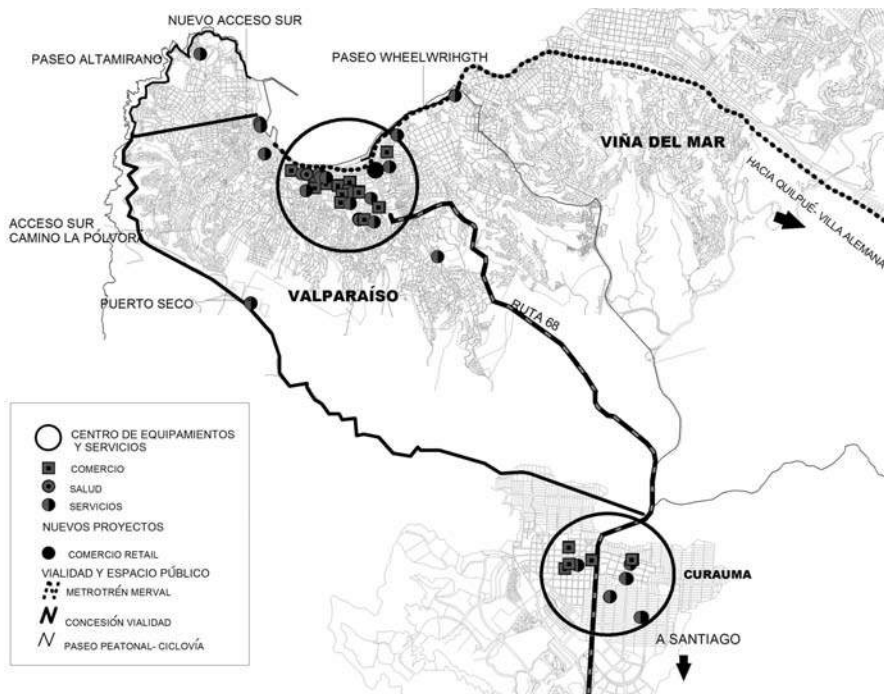 NUEVO ACCESO SUR
PASEO ALTAMIRANO
PASEO WHEELWRIHGTH
VIÑA DEL MAR
HACIA QUILPUÉ- VILLA ALEMANA
ACCESO SUR
CAMINO LA PÓLVORA
VALPARAÍSO
PUERTO SECO
RUTA 68
CENTRO DE EQUIPAMIENTOS
Y SERVICIOS
COMERCIO
SALUD
SERVICIOS
NUEVOS PROYECTOS
COMERCIO RETAIL
VIALIDAD Y ESPACIO PÚBLICO
METROTRÉN MERVAL
CONCESIÓN VIALIDAD
PASEO PEATONAL- CICLOVÍA
CURAUMA
A SANTIAGO